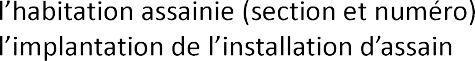 l’habitation assainie (section et numéro)
l’implantation de l’installation d’assain